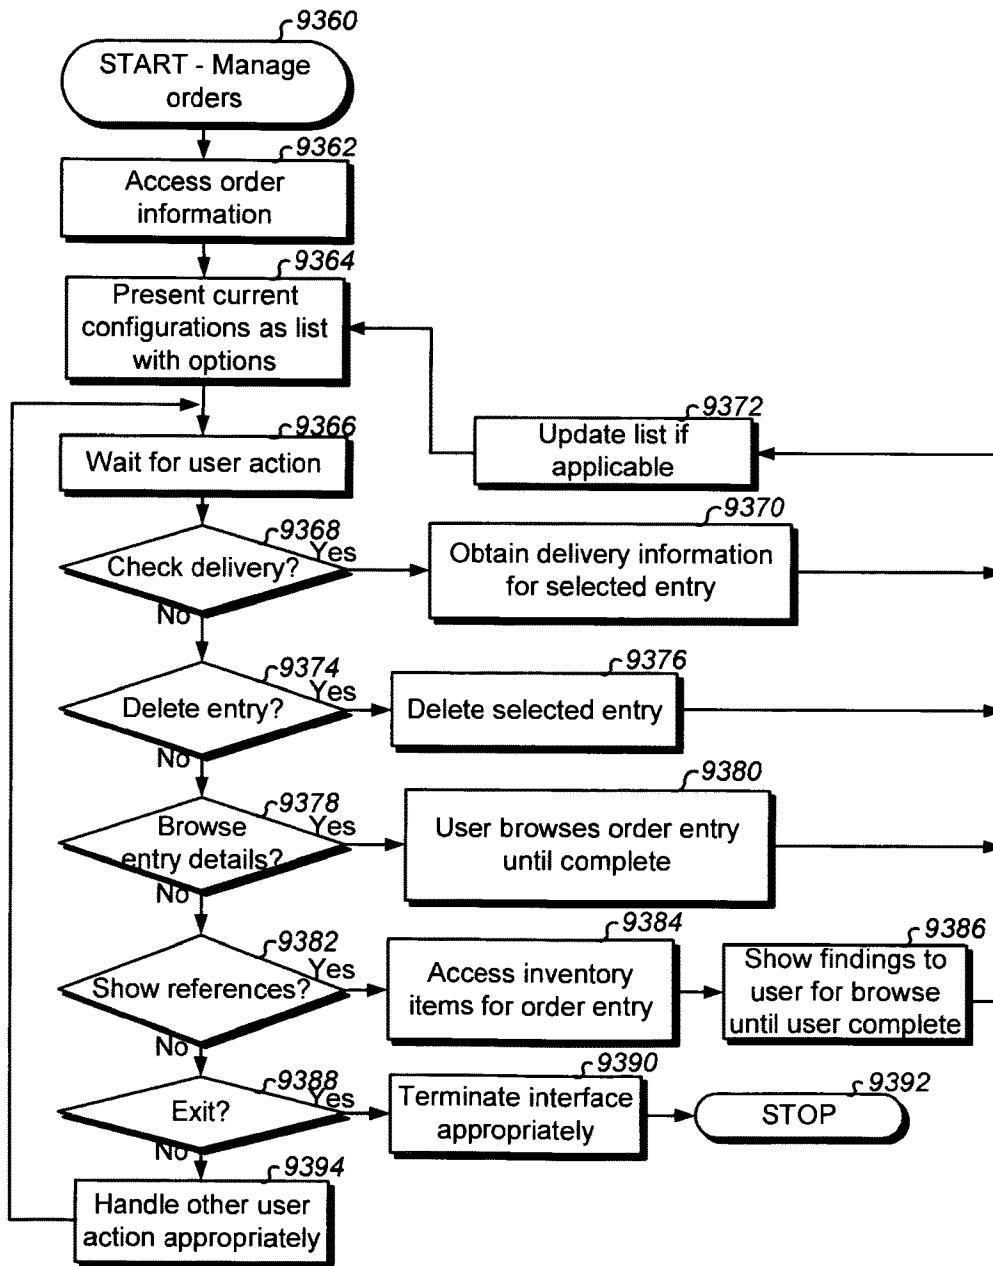 9360
START - Manage
orders
9362
Access order
information
9364
Present current
configurations as list
with options
9366
Wait for user action
9372
Update list if
applicable
9368
Check delivery?
Yes
No
9370
Obtain delivery information
for selected entry
9374
Delete entry?
Yes
No
9376
Delete selected entry
9378
Browse
entry details?
Yes
No
9380
User browses order entry
until complete
9382
Show references?
Yes
No
9384
Access inventory
items for order entry
9386
Show findings to
user for browse
until user complete
9388
Exit?
Yes
No
9390
Terminate interface
appropriately
9392
STOP
9394
Handle other user
action appropriately